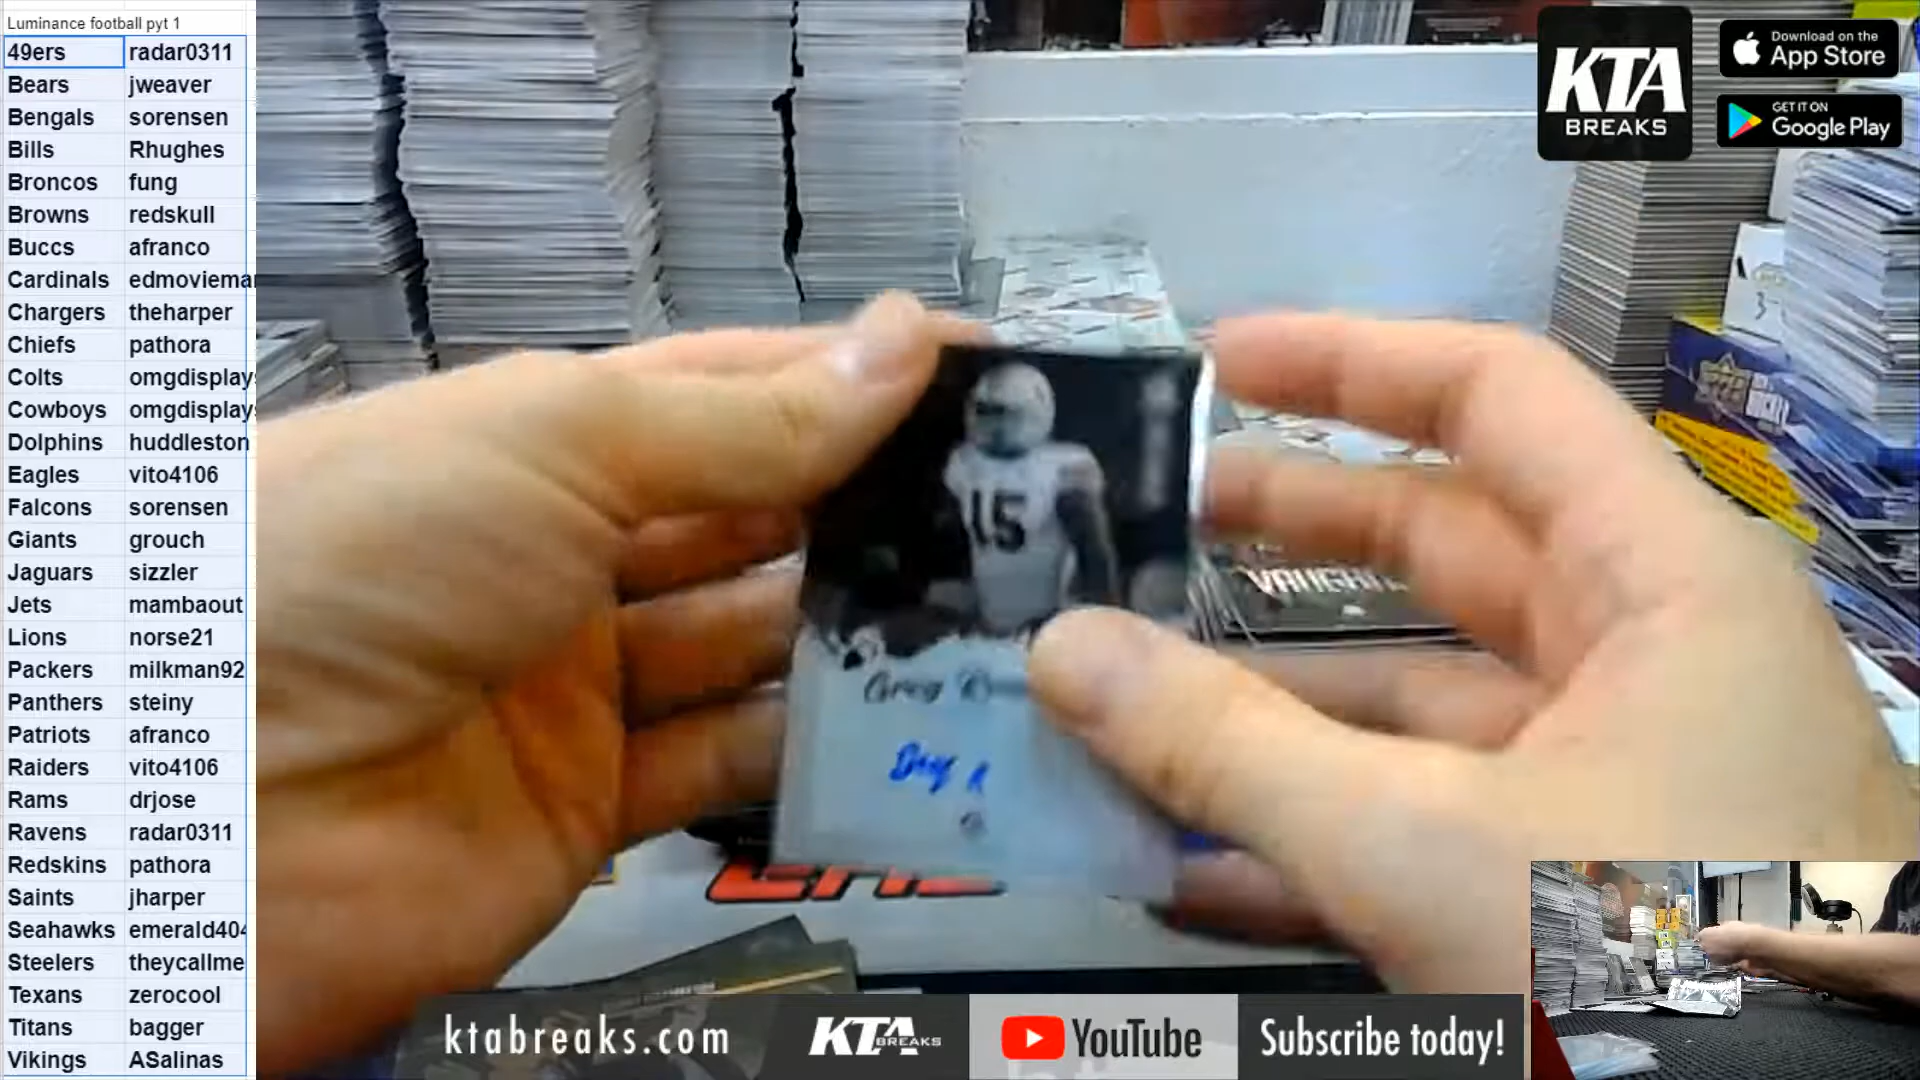 Luminance football pyt 1
49ers radar0311
Bears jweaver
Bengals sorensen
Bills Rhughes
Broncos fung
Browns redskull
Buccs afranco
Cardinals edmoviema
Chargers theharper
Chiefs pathora
Colts omgdisplay
Cowboys omgdisplay
Dolphins huddleston
Eagles vito4106
Falcons sorensen
Giants grouch
Jaguars sizzler
Jets mambaout
Lions norse21
Packers milkman92
Panthers steiny
Patriots afranco
Raiders vito4106
Rams drjose
Ravens radar0311
Redskins pathora
Saints jharper
Seahawks emerald404
Steelers theycallme
Texans zerocool
Titans bagger
Vikings ASalinas
KTA
BREAKS
Download on the
App Store
GET IT ON
Google Play
15
Greg
VAUGHN
ktabreaks.com
KTA BREAKS
YouTube
Subscribe today!